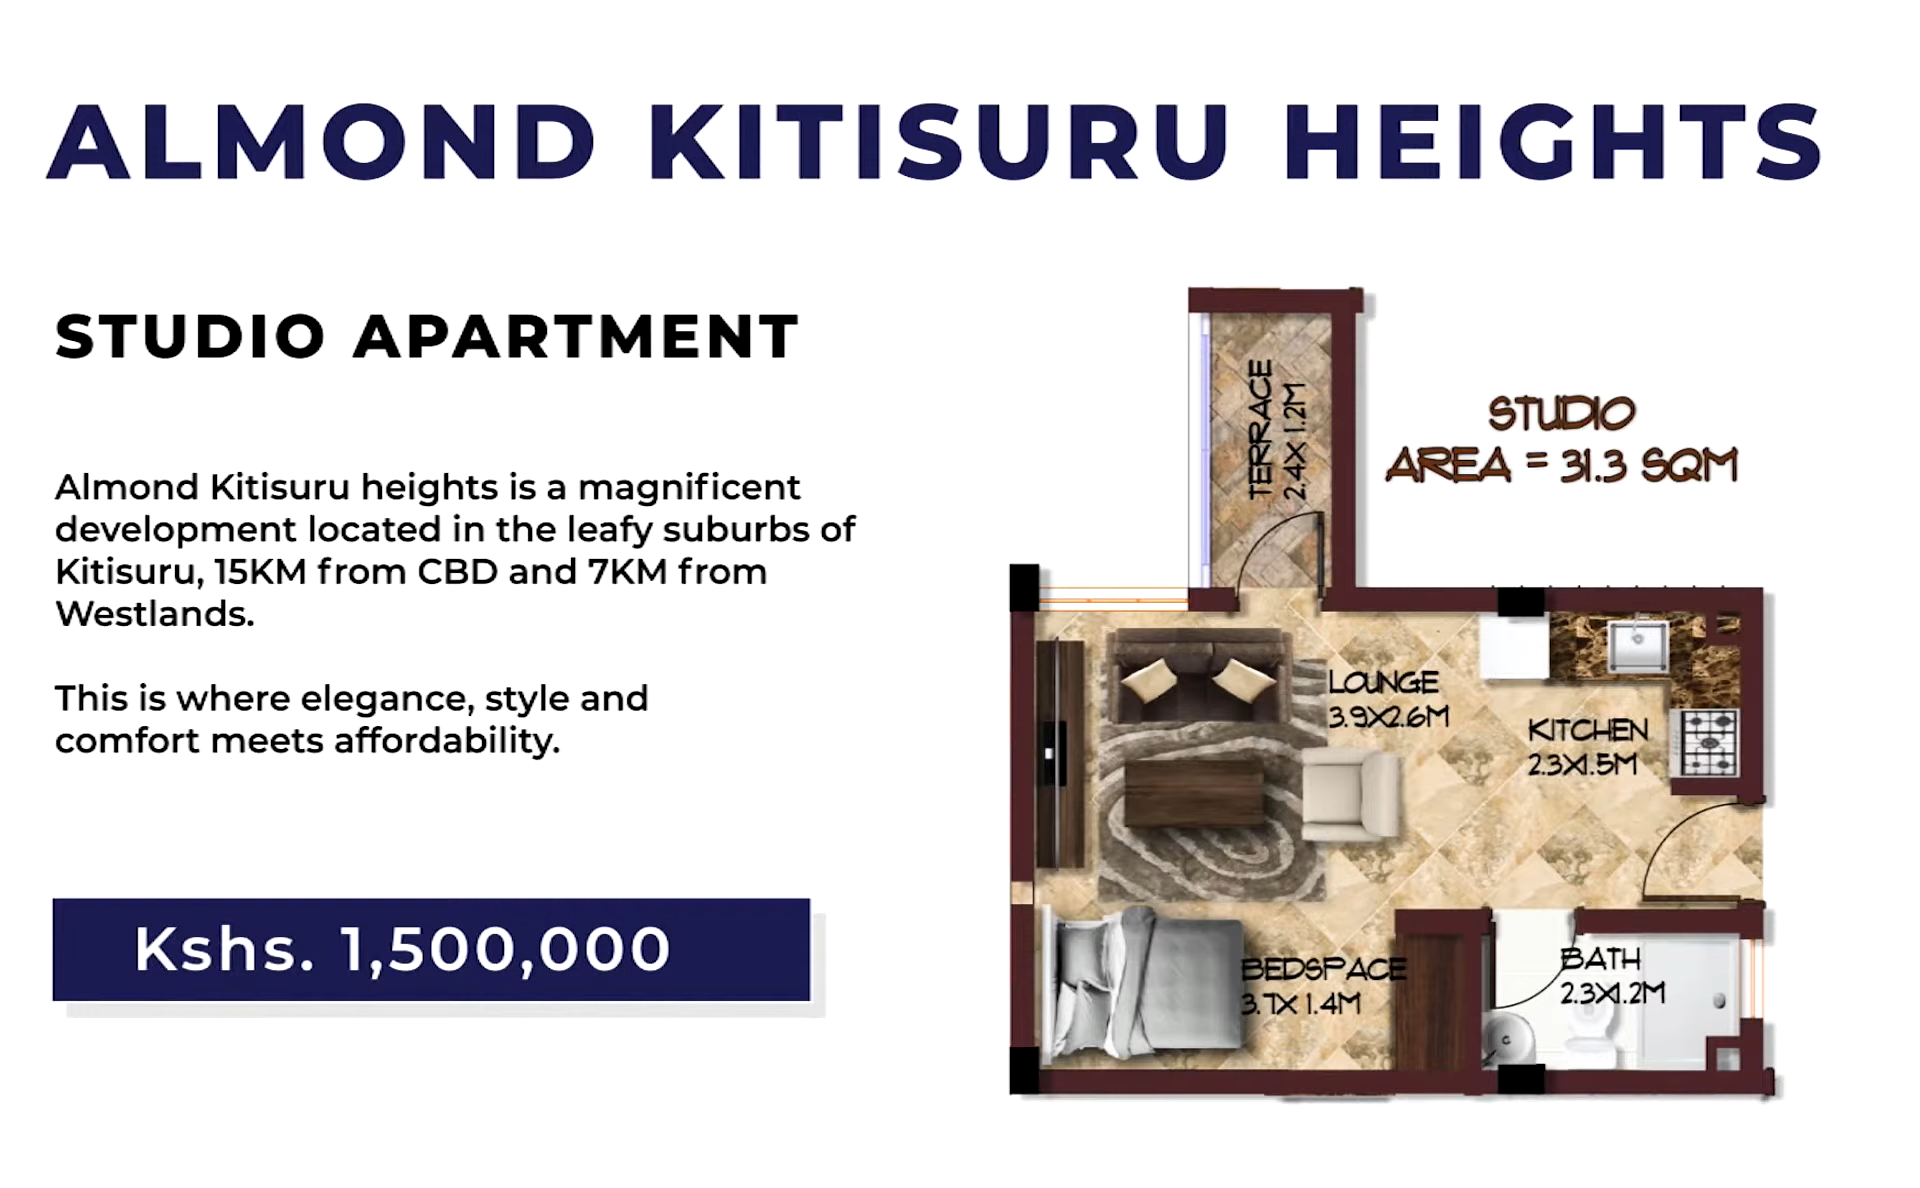 ALMOND KITISURU HEIGHTS
STUDIO APARTMENT
Almond Kitisuru heights is a magnificent
development located in the leafy suburbs of
Kitisuru, 15KM from CBD and 7KM from
Westlands.
This is where elegance, style and
comfort meets affordability.
Kshs. 1,500,000
STUDIO
AREA = 31.3 SQM
TERRACE
2.4X 1.2M
LOUNGE
3.9X2.6M
KITCHEN
2.3X1.5M
BEDSPACE
3.7X 1.4M
BATH
2.3X1.2M